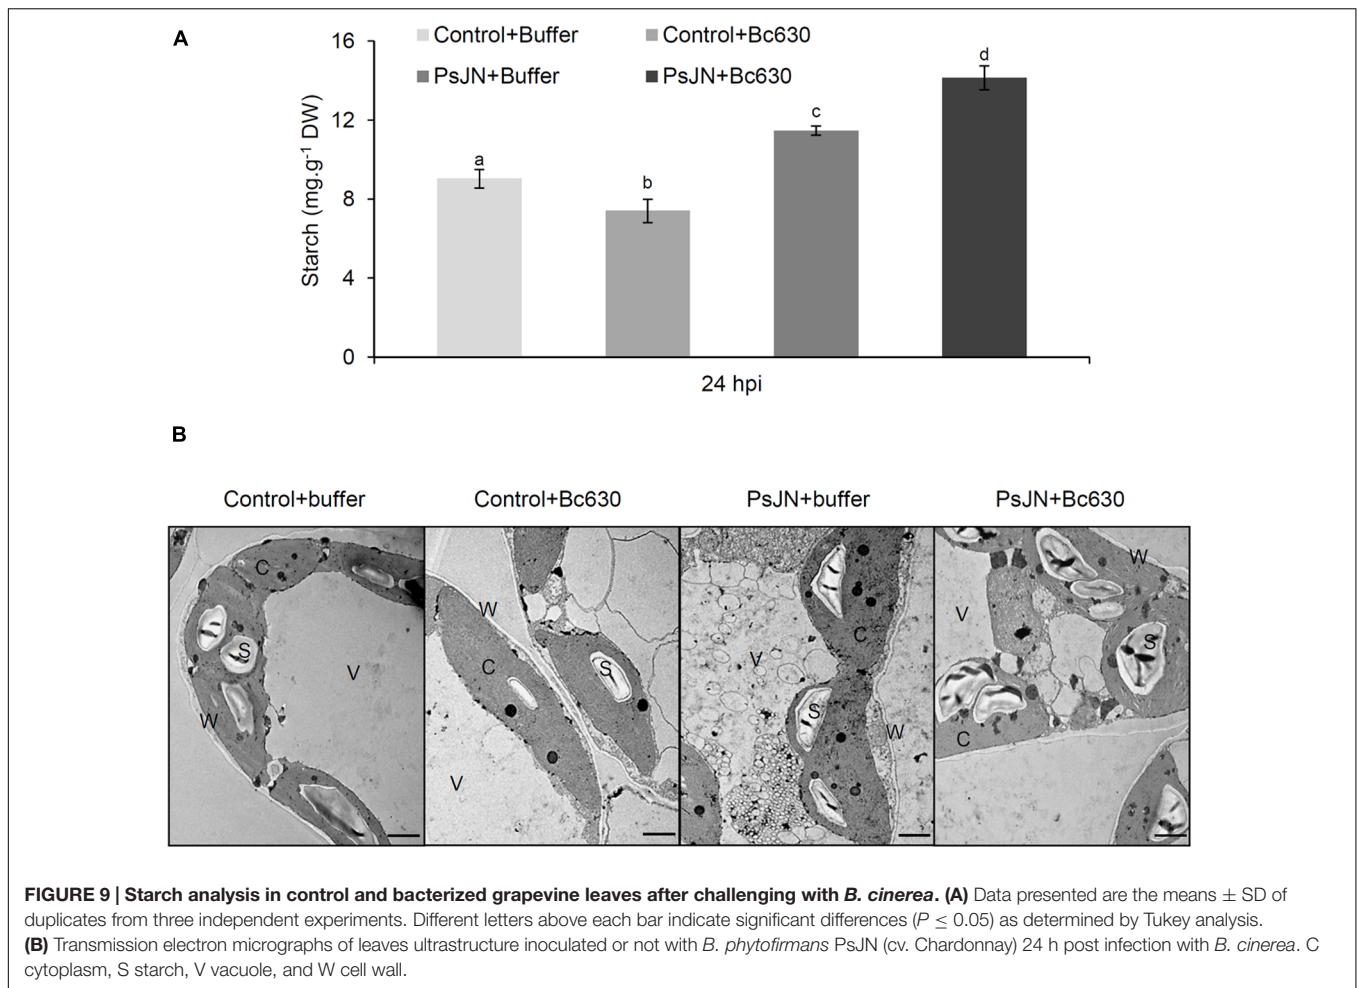 A
Control+Buffer
Control+Bc630
PsJN+Buffer
PsJN+Bc630
Starch (mg.g⁻¹ DW)
16
12
8
4
0
a
b
c
d
24 hpi
B
Control+buffer
Control+Bc630
PsJN+buffer
PsJN+Bc630
C
S
V
W
W
C
S
V
C
V
S
W
W
V
S
C
FIGURE 9 | Starch analysis in control and bacterized grapevine leaves after challenging with B. cinerea. (A) Data presented are the means ± SD of
duplicates from three independent experiments. Different letters above each bar indicate significant differences (P ≤ 0.05) as determined by Tukey analysis.
(B) Transmission electron micrographs of leaves ultrastructure inoculated or not with B. phytofirmans PsJN (cv. Chardonnay) 24 h post infection with B. cinerea. C
cytoplasm, S starch, V vacuole, and W cell wall.